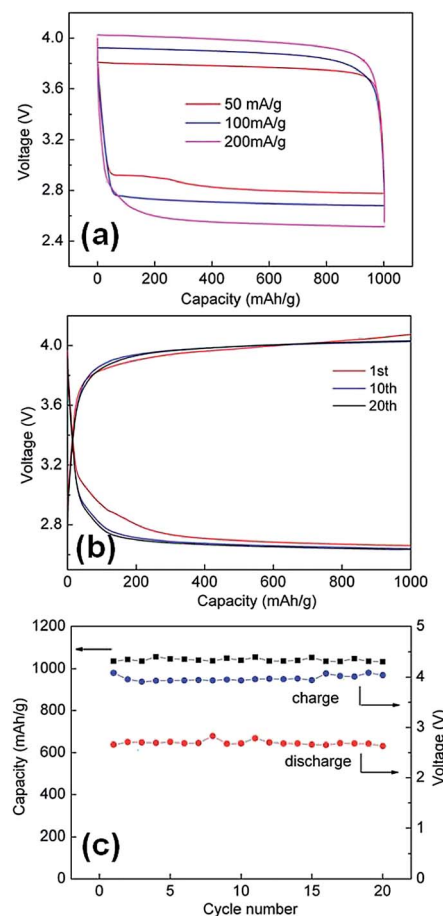 4.0
3.6
3.2
2.8
2.4
Voltage (V)
50 mA/g
100mA/g
200mA/g
(a)
0 200 400 600 800 1000
Capacity (mAh/g)
4.0
3.6
3.2
2.8
Voltage (V)
1st
10th
20th
(b)
0 200 400 600 800 1000
Capacity (mAh/g)
1200
1000
800
600
400
200
0
Capacity (mAh/g)
charge
discharge
(c)
5
4
3
2
1
0
Voltage (V)
0 5 10 15 20
Cycle number